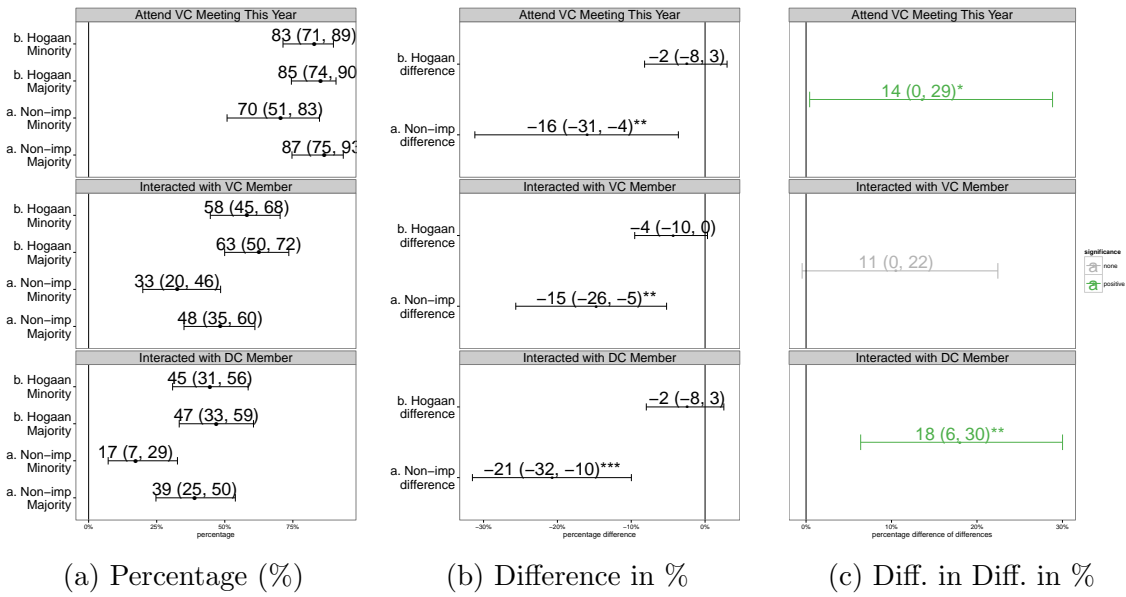 Attend VC Meeting This Year
b. Hogaan
Minority
83 (71, 89)
b. Hogaan
Majority
85 (74, 90
a. Non−imp
Minority
70 (51, 83)
a. Non−imp
Majority
87 (75, 93
Interacted with VC Member
b. Hogaan
Minority
58 (45, 68)
b. Hogaan
Majority
63 (50, 72)
a. Non−imp
Minority
33 (20, 46)
a. Non−imp
Majority
48 (35, 60)
Interacted with DC Member
b. Hogaan
Minority
45 (31, 56)
b. Hogaan
Majority
47 (33, 59)
a. Non−imp
Minority
17 (7, 29)
a. Non−imp
Majority
39 (25, 50)
0% 25% 50% 75%
percentage
(a) Percentage (%)
Attend VC Meeting This Year
b. Hogaan
difference
−2 (−8, 3)
a. Non−imp
difference
−16 (−31, −4)**
Interacted with VC Member
b. Hogaan
difference
−4 (−10, 0)
a. Non−imp
difference
−15 (−26, −5)**
Interacted with DC Member
b. Hogaan
difference
−2 (−8, 3)
a. Non−imp
difference
−21 (−32, −10)***
−30% −20% −10% 0%
percentage difference
(b) Difference in %
Attend VC Meeting This Year
14 (0, 29)*
Interacted with VC Member
11 (0, 22)
Interacted with DC Member
18 (6, 30)**
0% 10% 20% 30%
percentage difference of differences
significance
a none
a positive
(c) Diff. in Diff. in %